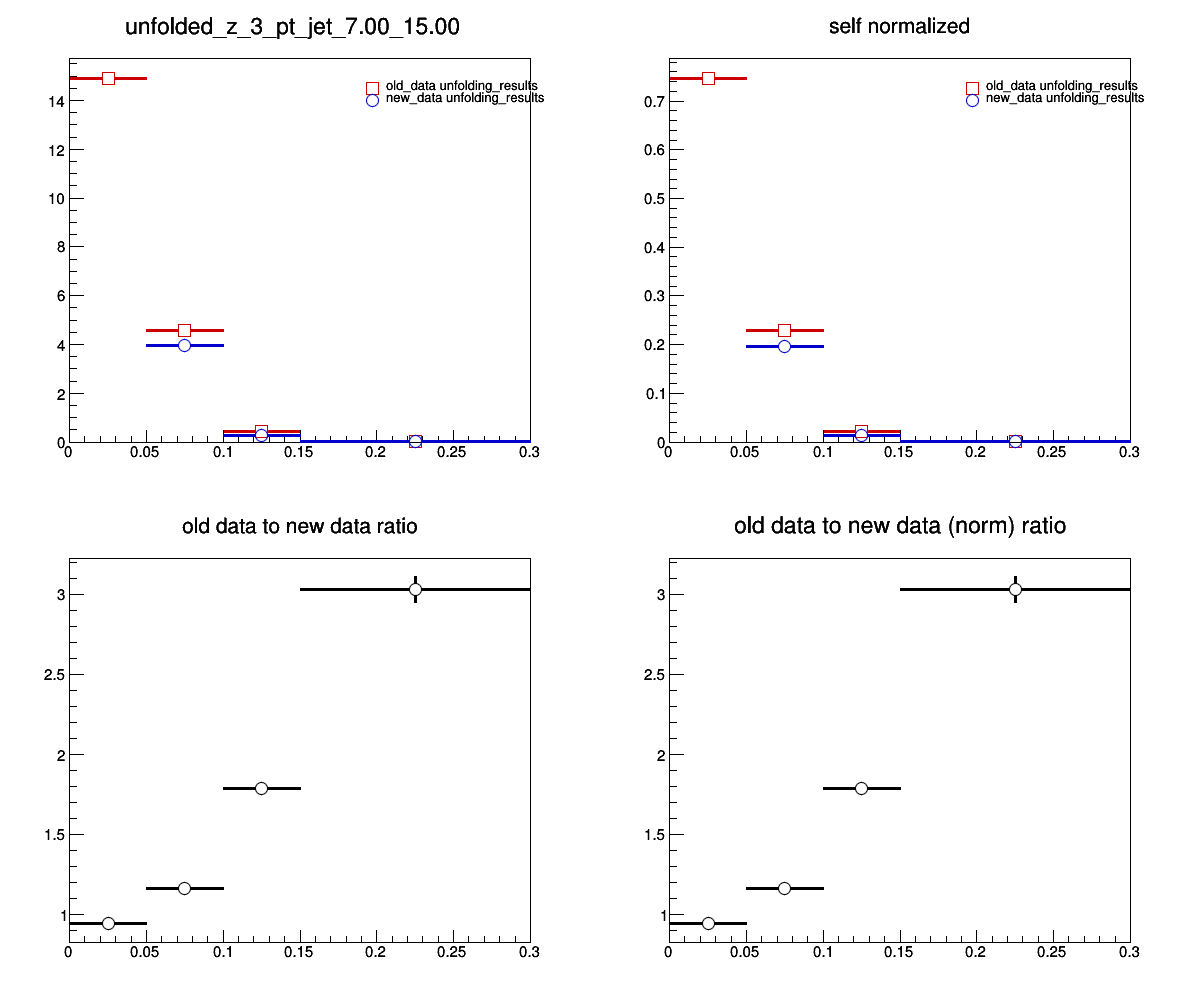 unfolded_z_3_pt_jet_7.00_15.00
old_data unfolding_results
new_data unfolding_results
14
12
10
8
6
4
2
0
0 0.05 0.1 0.15 0.2 0.25 0.3
self normalized
old_data unfolding_results
new_data unfolding_results
0.7
0.6
0.5
0.4
0.3
0.2
0.1
0
0 0.05 0.1 0.15 0.2 0.25 0.3
old data to new data ratio
3
2.5
2
1.5
1
0 0.05 0.1 0.15 0.2 0.25 0.3
old data to new data (norm) ratio
3
2.5
2
1.5
1
0 0.05 0.1 0.15 0.2 0.25 0.3